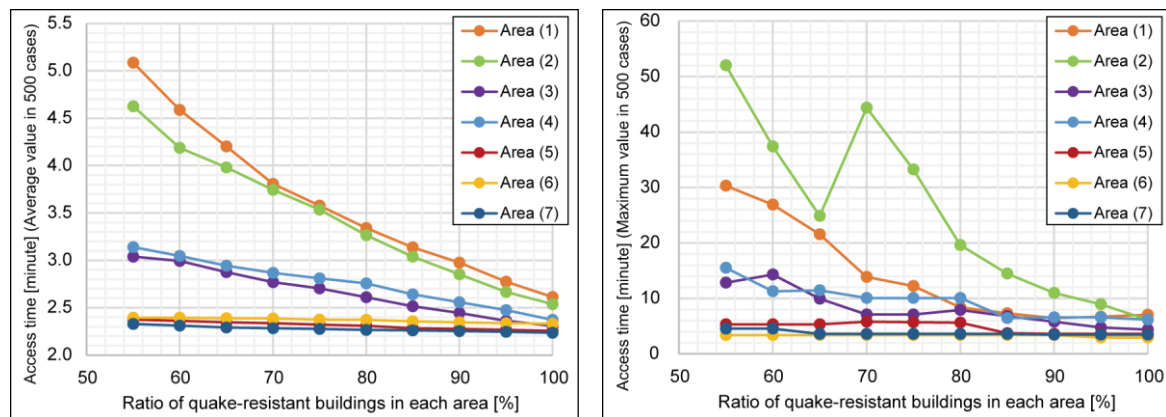 Access time [minute] (Average value in 500 cases)
5.5
5.0
4.5
4.0
3.5
3.0
2.5
2.0
50 60 70 80 90 100
Ratio of quake-resistant buildings in each area [%]
Area (1)
Area (2)
Area (3)
Area (4)
Area (5)
Area (6)
Area (7)
Access time [minute] (Maximum value in 500 cases)
60
50
40
30
20
10
0
50 60 70 80 90 100
Ratio of quake-resistant buildings in each area [%]
Area (1)
Area (2)
Area (3)
Area (4)
Area (5)
Area (6)
Area (7)